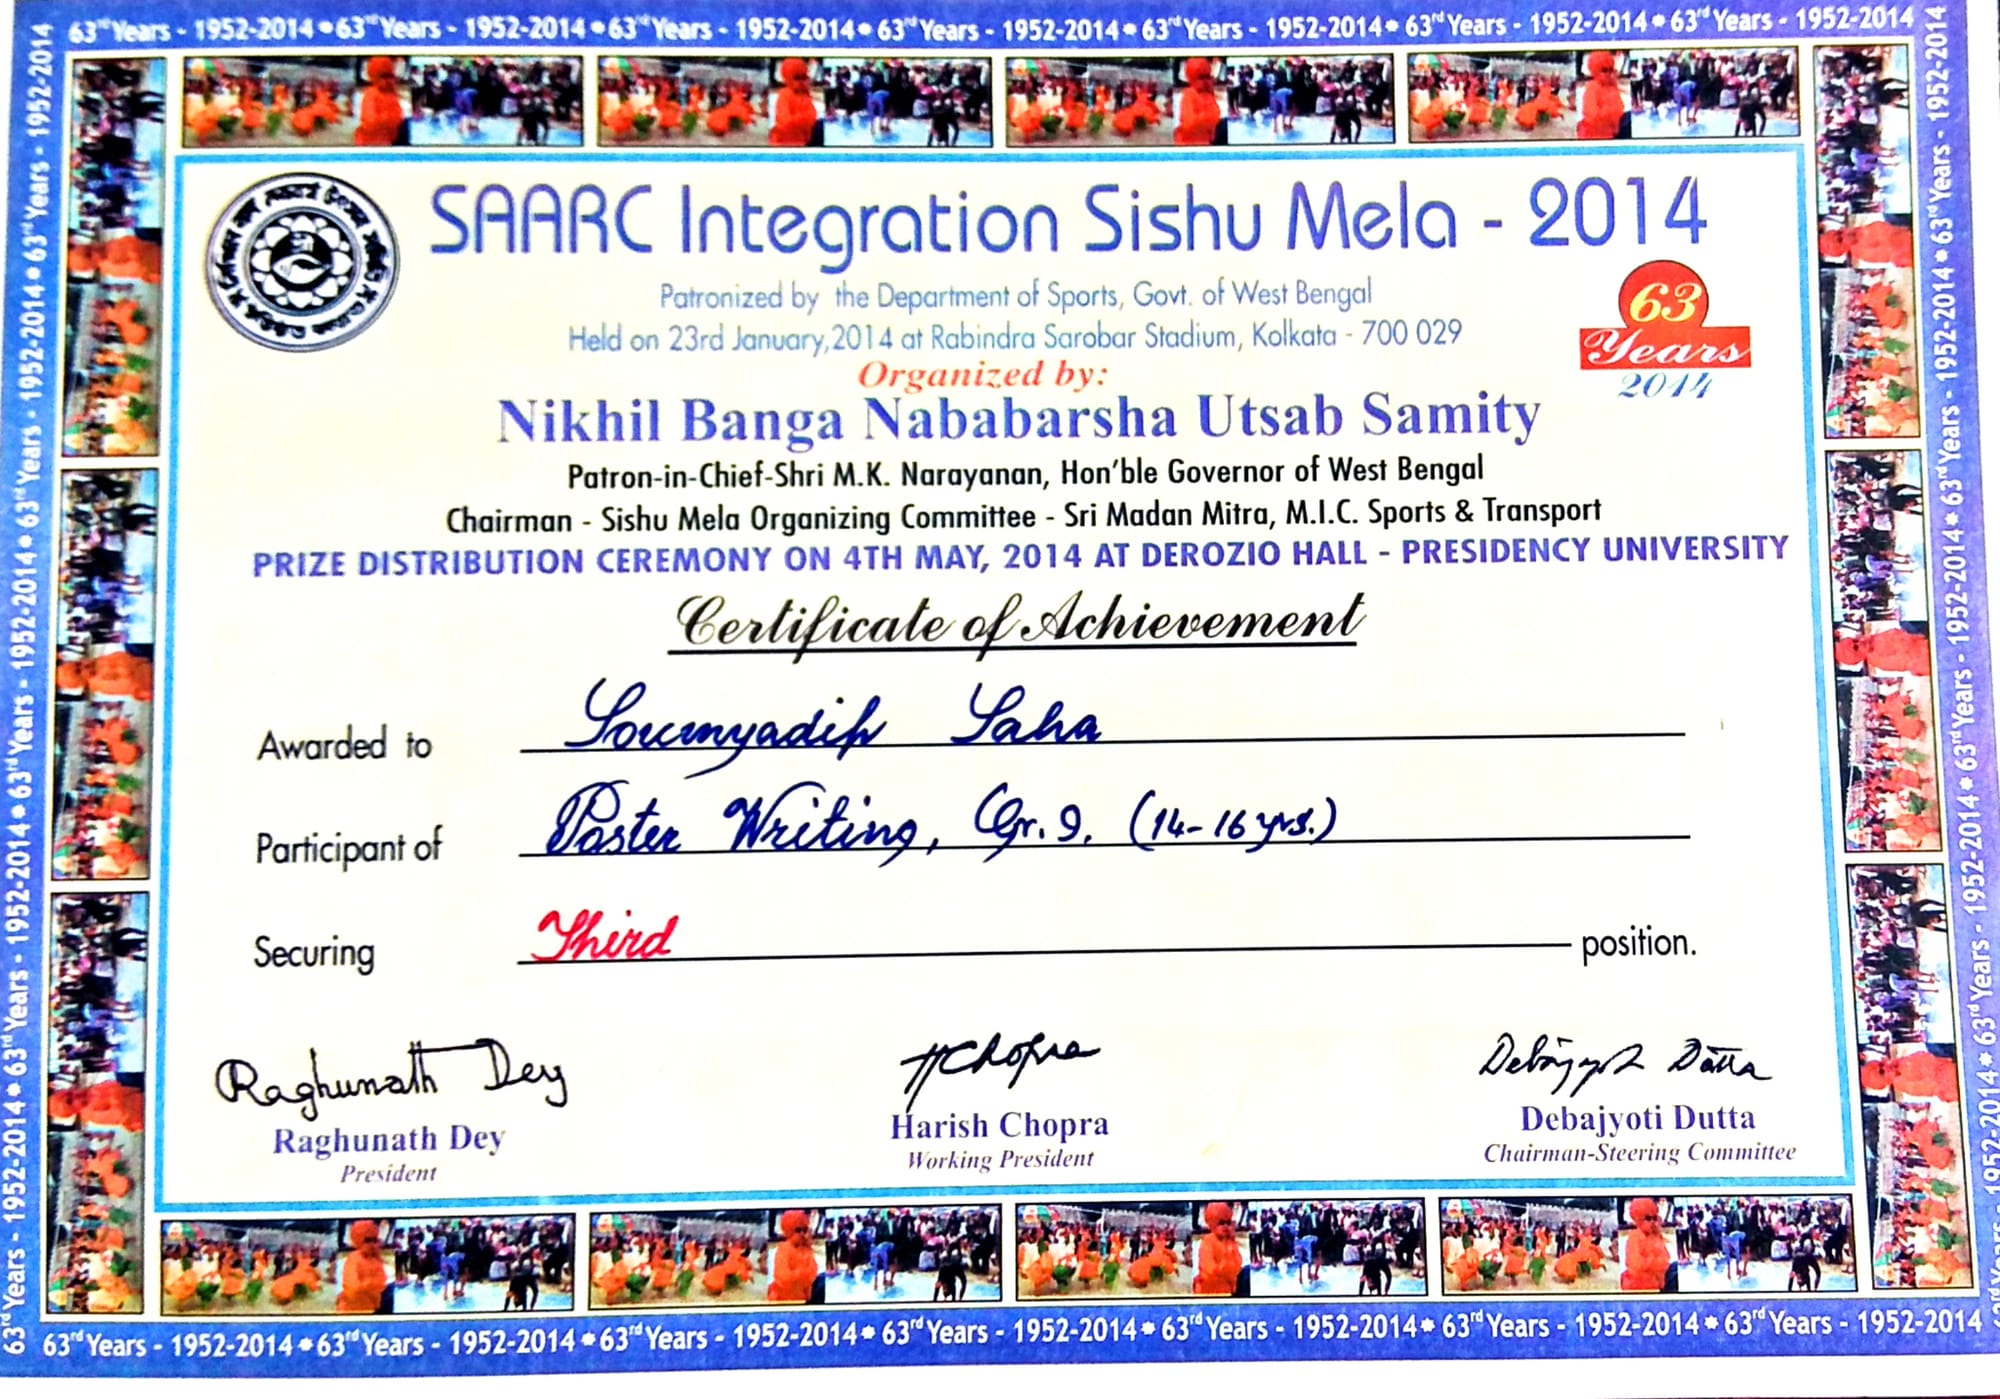 63rd Years - 1952-2014 * 63rd Years - 1952-2014 * 63rd Years - 1952-2014 * 63rd Years - 1952-2014 * 63rd Years - 1952-2014 * 63rd Years - 1952-2014 * 63rd Years - 1952-2014
SAARC Integration Sishu Mela - 2014
Patronized by the Department of Sports, Govt. of West Bengal
Held on 23rd January,2014 at Rabindra Sarobar Stadium, Kolkata - 700 029
63
Years
2014
Organized by:
Nikhil Banga Nababarsha Utsab Samity
Patron-in-Chief-Shri M.K. Narayanan, Hon'ble Governor of West Bengal
Chairman - Sishu Mela Organizing Committee - Sri Madan Mitra, M.I.C. Sports & Transport
PRIZE DISTRIBUTION CEREMONY ON 4TH MAY, 2014 AT DEROZIO HALL - PRESIDENCY UNIVERSITY
Certificate of Achievement
Awarded to Soumyadip Saha
Participant of Poster Writing, Gr. I. (14-16 yrs.)
Securing Third position.
Raghunath Dey HChopra Debajyoti Dutta
Raghunath Dey Harish Chopra Debajyoti Dutta
President Working President Chairman-Steering Committee
63rd Years - 1952-2014 * 63rd Years - 1952-2014 * 63rd Years - 1952-2014 * 63rd Years - 1952-2014 * 63rd Years - 1952-2014 * 63rd Years - 1952-2014 * 63rd Years - 1952-2014